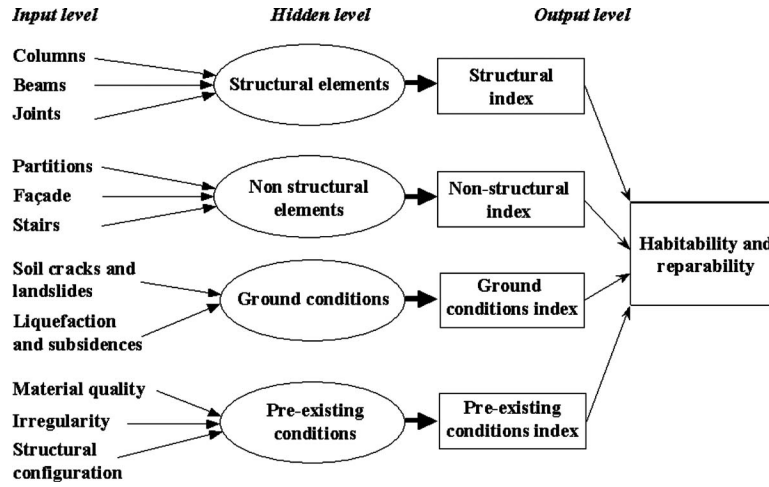 Input level
Hidden level
Output level
Columns
Beams
Joints
Structural elements
Structural
index
Partitions
Façade
Stairs
Non structural
elements
Non-structural
index
Soil cracks and
landslides
Liquefaction
and subsidences
Ground conditions
Ground
conditions index
Material quality
Irregularity
Structural
configuration
Pre-existing
conditions
Pre-existing
conditions index
Habitability and
reparability